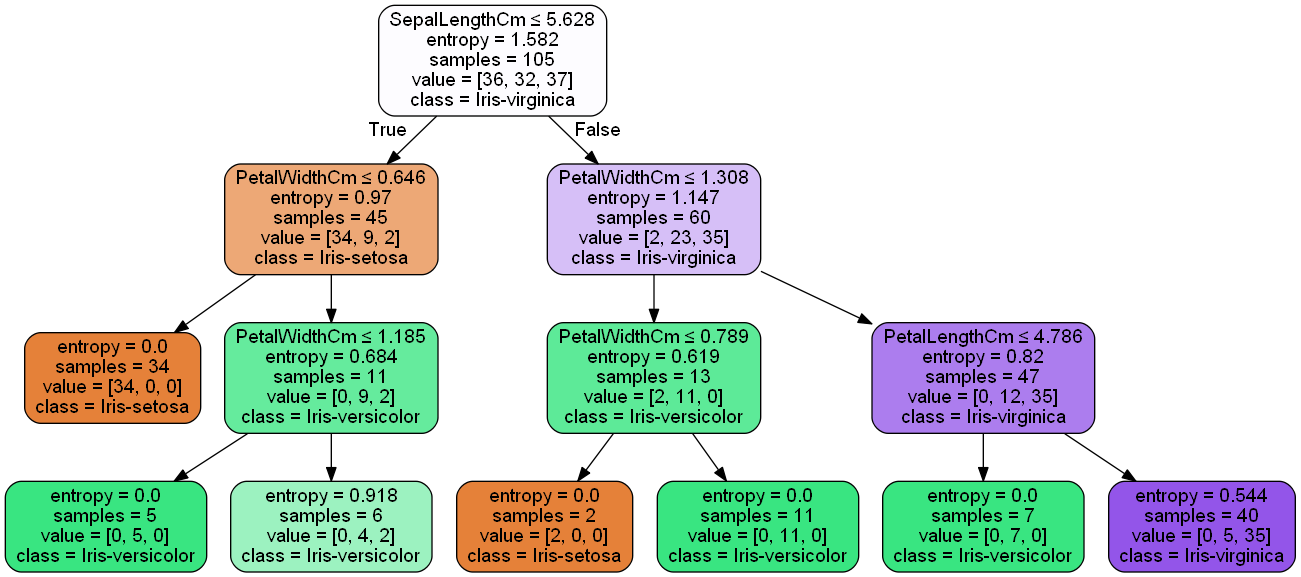 SepalLengthCm ≤ 5.628
entropy = 1.582
samples = 105
value = [36, 32, 37]
class = Iris-virginica
True
False
PetalWidthCm ≤ 0.646
entropy = 0.97
samples = 45
value = [34, 9, 2]
class = Iris-setosa
PetalWidthCm ≤ 1.308
entropy = 1.147
samples = 60
value = [2, 23, 35]
class = Iris-virginica
entropy = 0.0
samples = 34
value = [34, 0, 0]
class = Iris-setosa
PetalWidthCm ≤ 1.185
entropy = 0.684
samples = 11
value = [0, 9, 2]
class = Iris-versicolor
PetalWidthCm ≤ 0.789
entropy = 0.619
samples = 13
value = [2, 11, 0]
class = Iris-versicolor
PetalLengthCm ≤ 4.786
entropy = 0.82
samples = 47
value = [0, 12, 35]
class = Iris-virginica
entropy = 0.0
samples = 5
value = [0, 5, 0]
class = Iris-versicolor
entropy = 0.918
samples = 6
value = [0, 4, 2]
class = Iris-versicolor
entropy = 0.0
samples = 2
value = [2, 0, 0]
class = Iris-setosa
entropy = 0.0
samples = 11
value = [0, 11, 0]
class = Iris-versicolor
entropy = 0.0
samples = 7
value = [0, 7, 0]
class = Iris-versicolor
entropy = 0.544
samples = 40
value = [0, 5, 35]
class = Iris-virginica